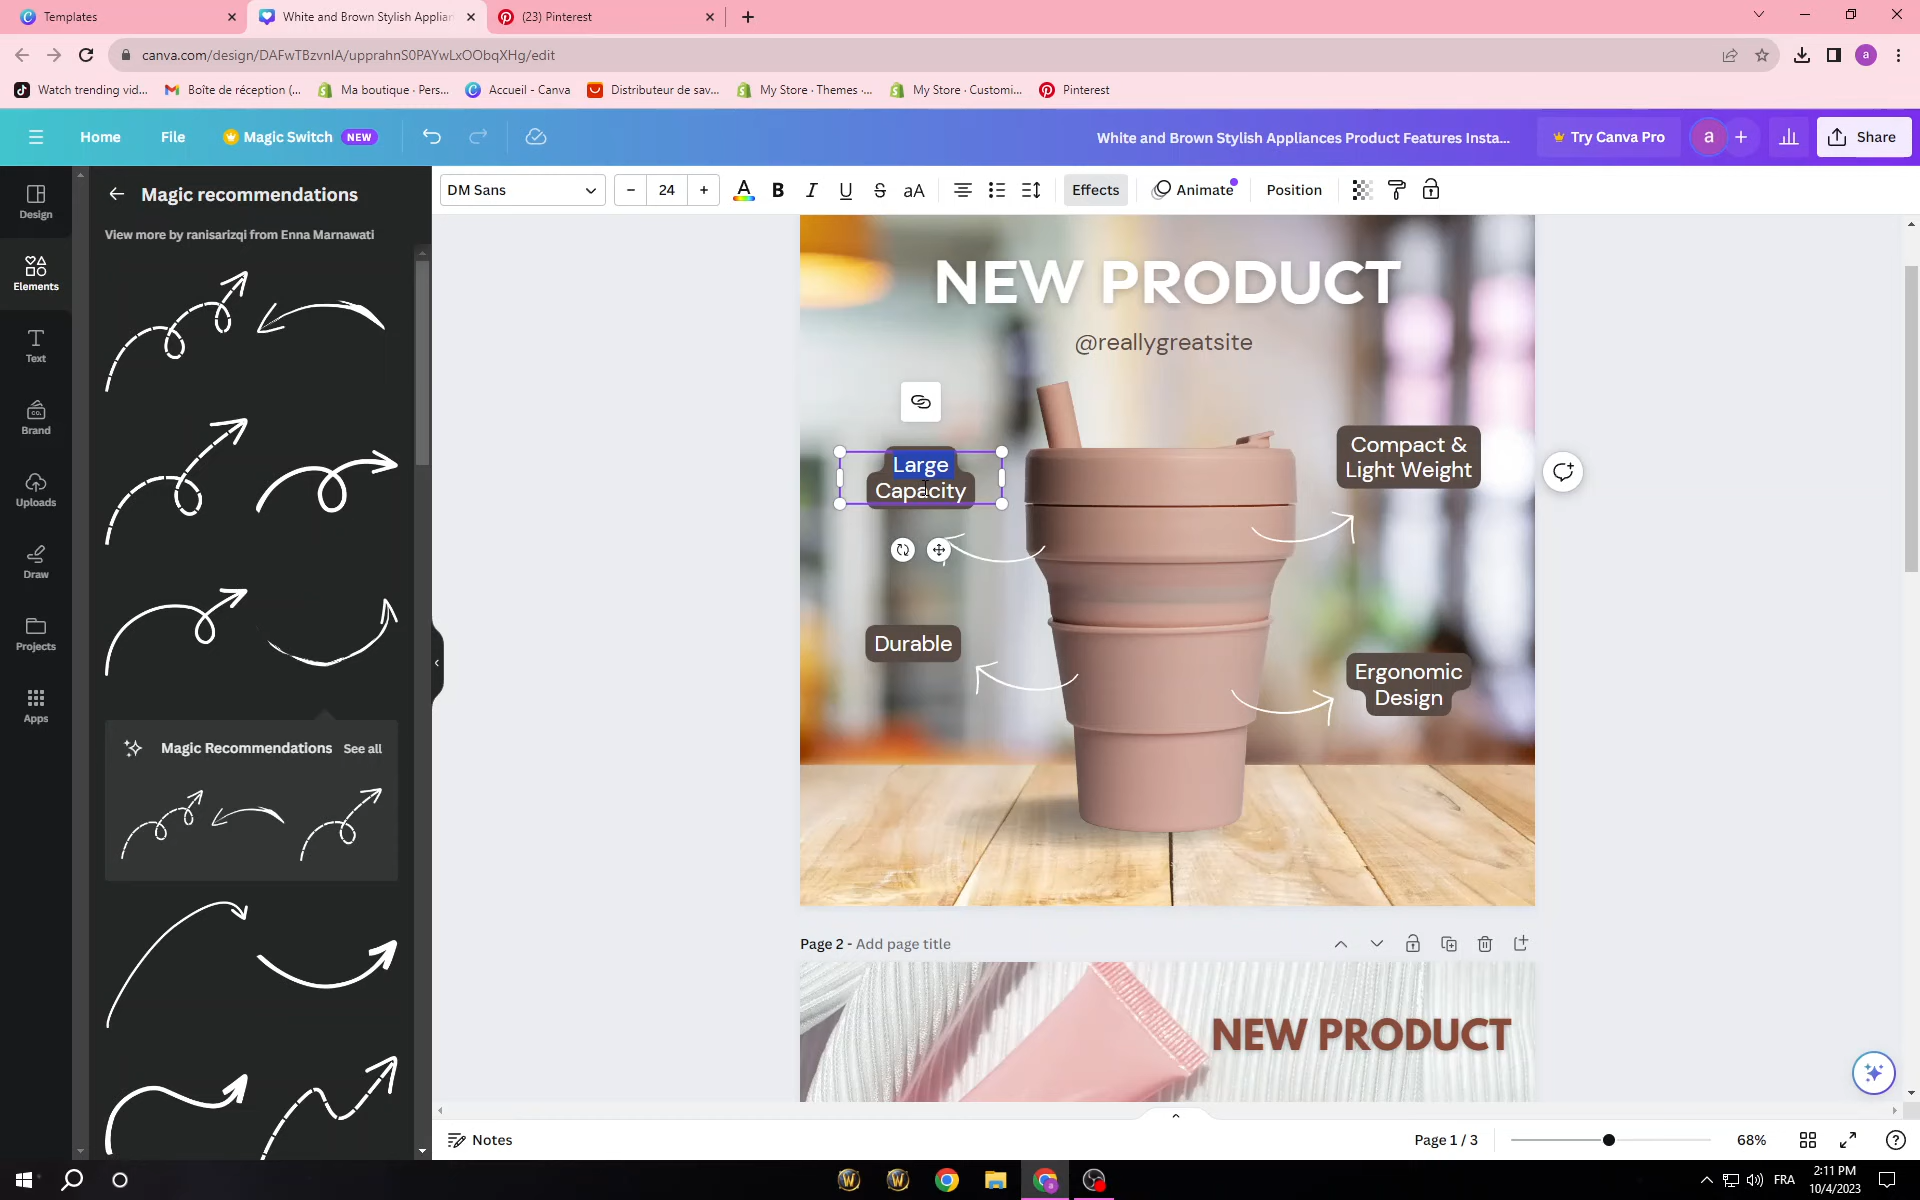 Templates
White and Brown Stylish Applian
(23) Pinterest
canva.com/design/DAFwTBzvnIA/upprahnS0PAYwLxOObqXHg/edit
a
Watch trending vid...
Boîte de réception (...
Ma boutique · Pers...
Accueil - Canva
Distributeur de sav...
My Store · Themes ·...
My Store · Customi...
Pinterest
Home
File
Magic Switch
NEW
White and Brown Stylish Appliances Product Features Insta...
Try Canva Pro
a
Share
Design
Elements
Text
Brand
Uploads
Draw
Projects
Apps
Magic recommendations
View more by ranisarizqi from Enna Marnawati
Magic Recommendations
See all
DM Sans
24
Effects
Animate
Position
NEW PRODUCT
@reallygreatsite
Large
Capacity
Compact &
Light Weight
Durable
Ergonomic
Design
Page 2 - Add page title
NEW PRODUCT
Notes
Page 1 / 3
68%
FRA
2:11 PM
10/4/2023